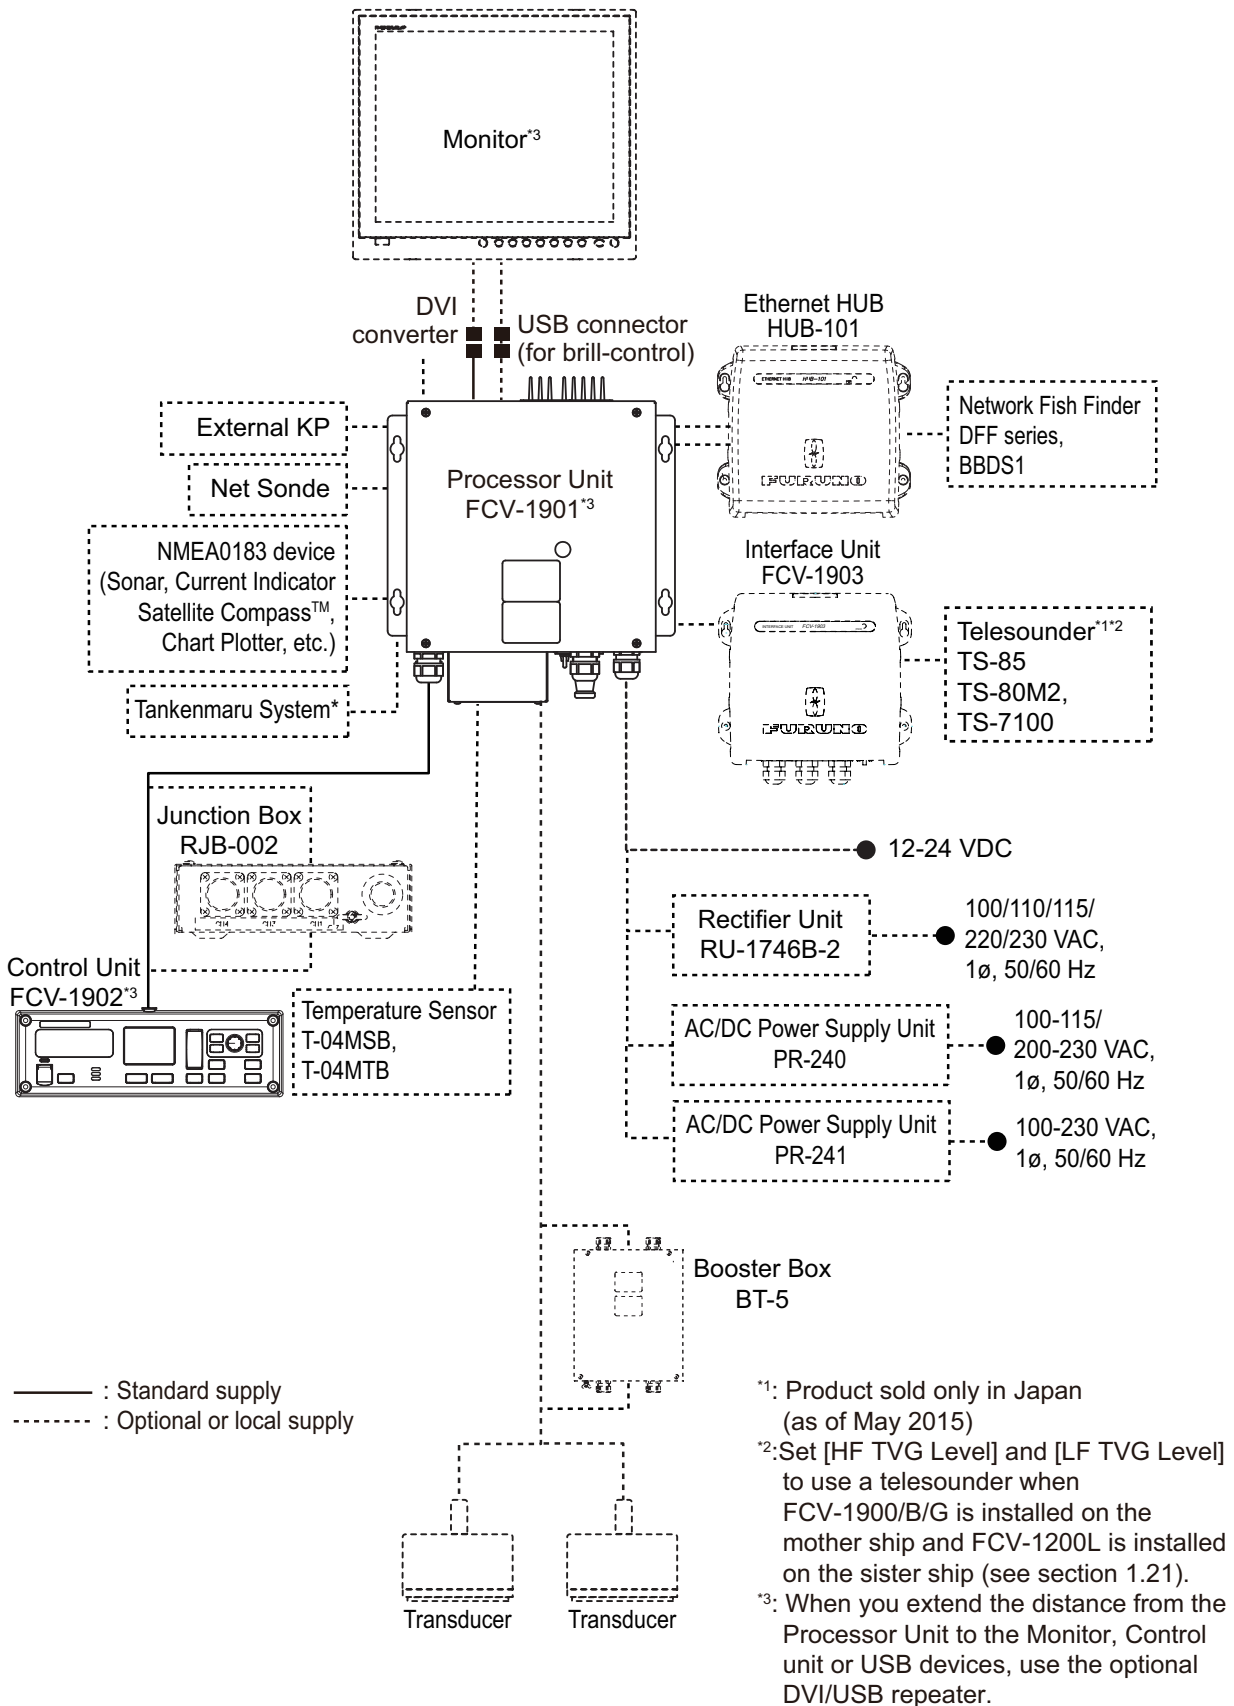 Monitor*3
DVI
converter
USB connector
(for brill-control)
Ethernet HUB
HUB-101
ETHERNET HUB HUB-101
FURUNO
Network Fish Finder
DFF series,
BBDS1
External KP
Net Sonde
NMEA0183 device
(Sonar, Current Indicator
Satellite Compass™,
Chart Plotter, etc.)
Tankenmaru System*
Processor Unit
FCV-1901*3
Interface Unit
FCV-1903
INTERFACE UNIT FCV-1903
FURUNO
Telesounder*1*2
TS-85
TS-80M2,
TS-7100
Junction Box
RJB-002
12-24 VDC
Rectifier Unit
RU-1746B-2
100/110/115/
220/230 VAC,
1ø, 50/60 Hz
Control Unit
FCV-1902*3
Temperature Sensor
T-04MSB,
T-04MTB
AC/DC Power Supply Unit
PR-240
100-115/
200-230 VAC,
1ø, 50/60 Hz
AC/DC Power Supply Unit
PR-241
100-230 VAC,
1ø, 50/60 Hz
Booster Box
BT-5
: Standard supply
: Optional or local supply
Transducer
Transducer
*1: Product sold only in Japan
(as of May 2015)
*2:Set [HF TVG Level] and [LF TVG Level]
to use a telesounder when
FCV-1900/B/G is installed on the
mother ship and FCV-1200L is installed
on the sister ship (see section 1.21).
*3: When you extend the distance from the
Processor Unit to the Monitor, Control
unit or USB devices, use the optional
DVI/USB repeater.